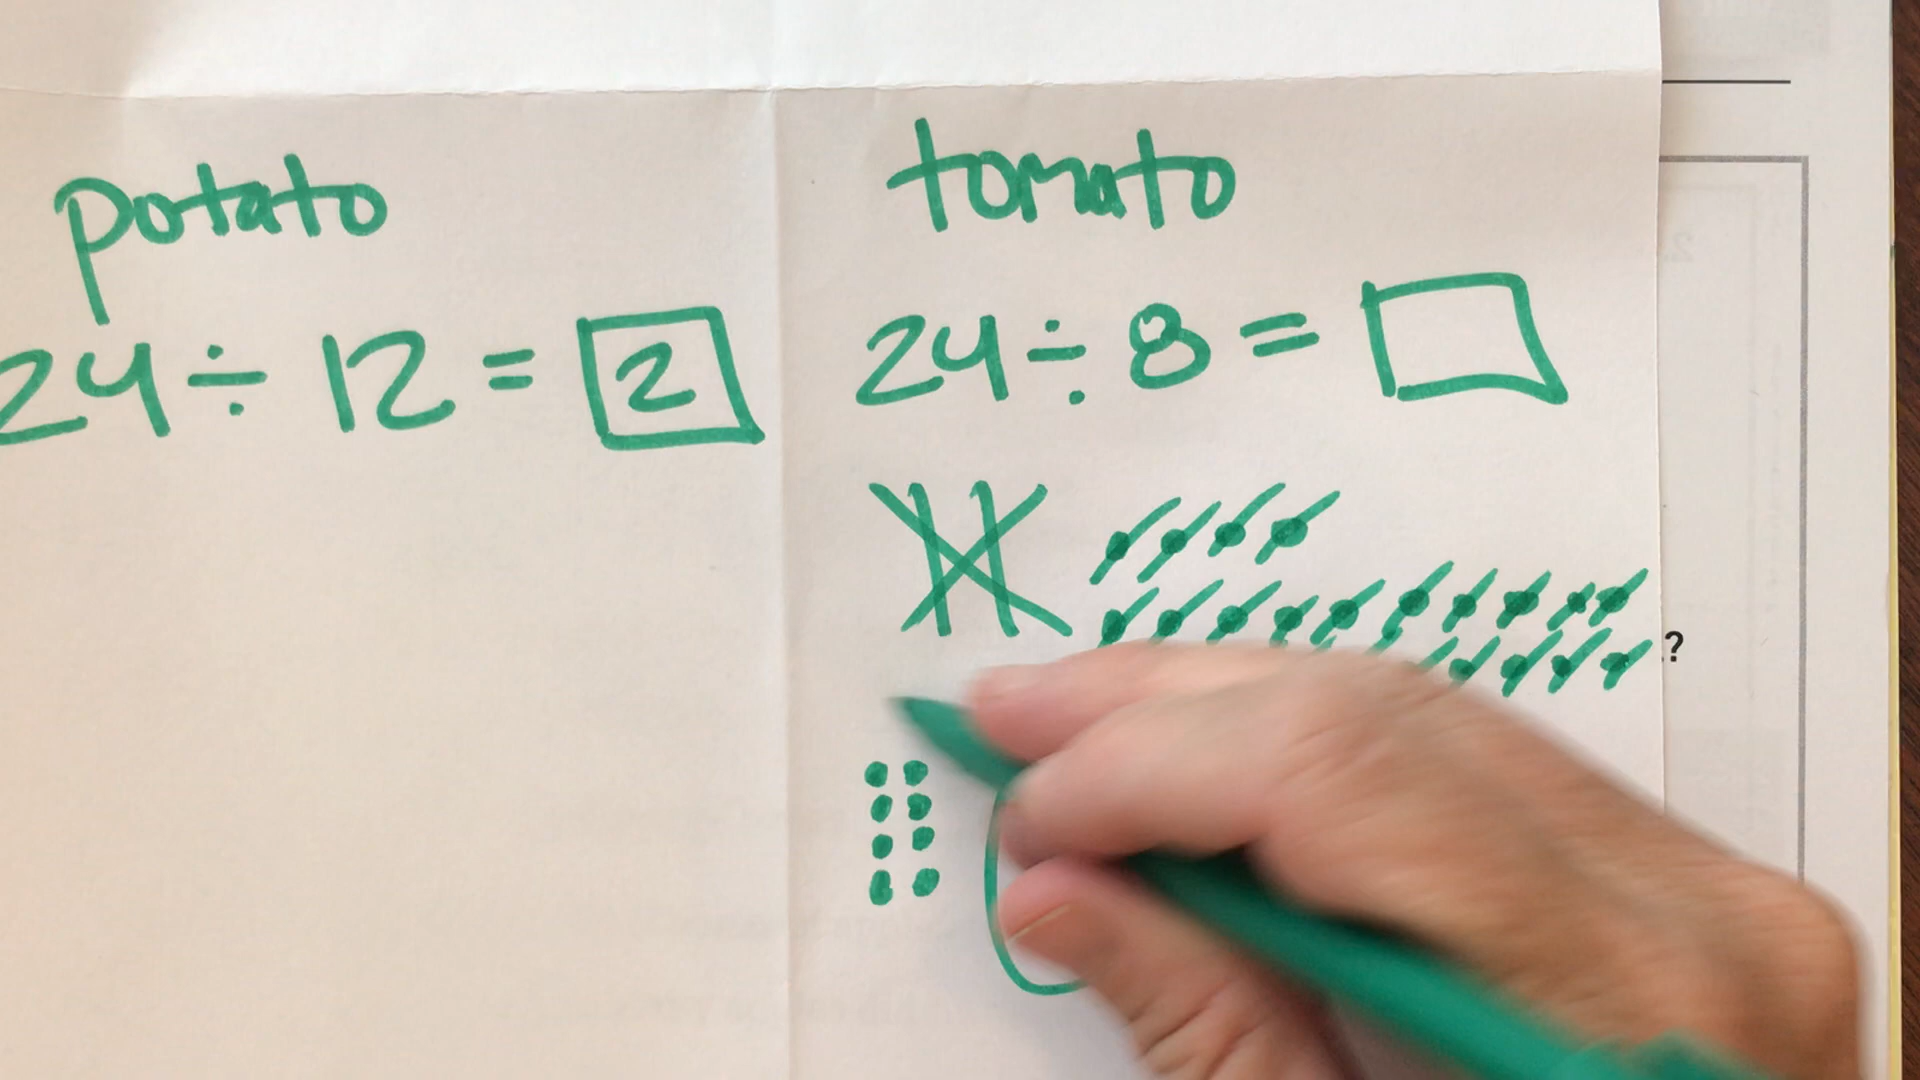 potato
24 ÷ 12 = 2
tomato
24 ÷ 8 =
?